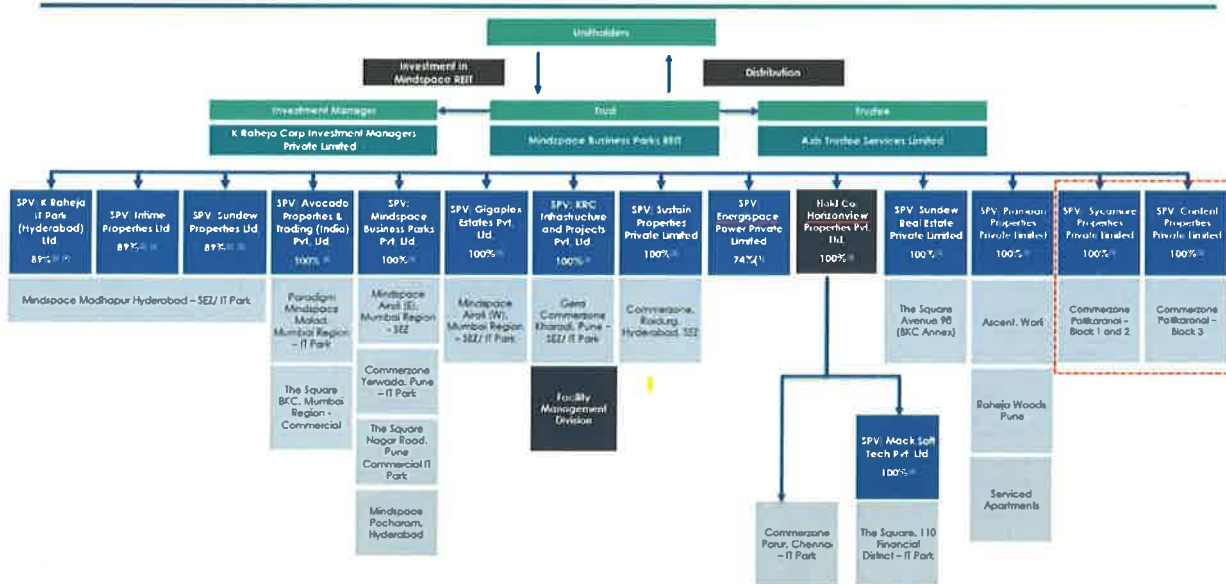 Unitholders
Investment in
Mindspace REIT
Distribution
Investment Manager
Trust
Trustee
K Raheja Corp Investment Managers
Private Limited
Mindspace Business Parks REIT
Axis Trustee Services Limited
SPV: K Raheja
IT Park
(Hyderabad)
Ltd
89%
SPV: Intime
Properties Ltd
89%
SPV: Sundew
Properties Ltd
89%
SPV: Avocado
Properties &
Trading (India)
Pvt. Ltd.
100%
SPV:
Mindspace
Business Parks
Pvt. Ltd.
100%
SPV: Gigaplex
Estates Pvt.
Ltd.
100%
SPV: KRC
Infrastructure
and Projects
Pvt. Ltd.
100%
SPV: Sustain
Properties
Private Limited
100%
SPV:
Energispace
Power Private
Limited
74%
Hold Co
Horizonview
Properties Pvt.
Ltd.
100%
SPV: Sundew
Real Estate
Private Limited
100%
Properties
Private Limited
100%
SPV: Sycamore
Properties
Private Limited
100%
SPV: Content
Properties
Private Limited
100%
Mindspace Madhapur Hyderabad – SEZ/ IT Park
Paradigm
Mindspace
Malad,
Mumbai Region
– IT Park
The Square
BKC, Mumbai
Region -
Commercial
Mindspace
Airoli (E),
Mumbai Region
- SEZ
Commerzone
Yerwada, Pune
– IT Park
The Square
Nagar Road,
Pune
Commercial IT
Park
Mindspace
Pocharam,
Hyderabad
Mindspace
Airoli (W),
Mumbai Region
– SEZ/ IT Park
Gera
Commerzone
Kharadi, Pune -
SEZ/ IT Park
Facility
Management
Division
Commerzone,
Raidurg,
Hyderabad, SEZ
Commerzone
Porur, Chennai
– IT Park
SPV: Mack Soft
Tech Pvt. Ltd
100%
The Square, 110
Financial
District – IT Park
The Square
Avenue 98
(BKC Annex)
Ascent, Worli
Raheja Woods
Pune
Serviced
Apartments
Commerzone
Pallikaranai –
Block 1 and 2
Commerzone
Pallikaranai –
Block 3